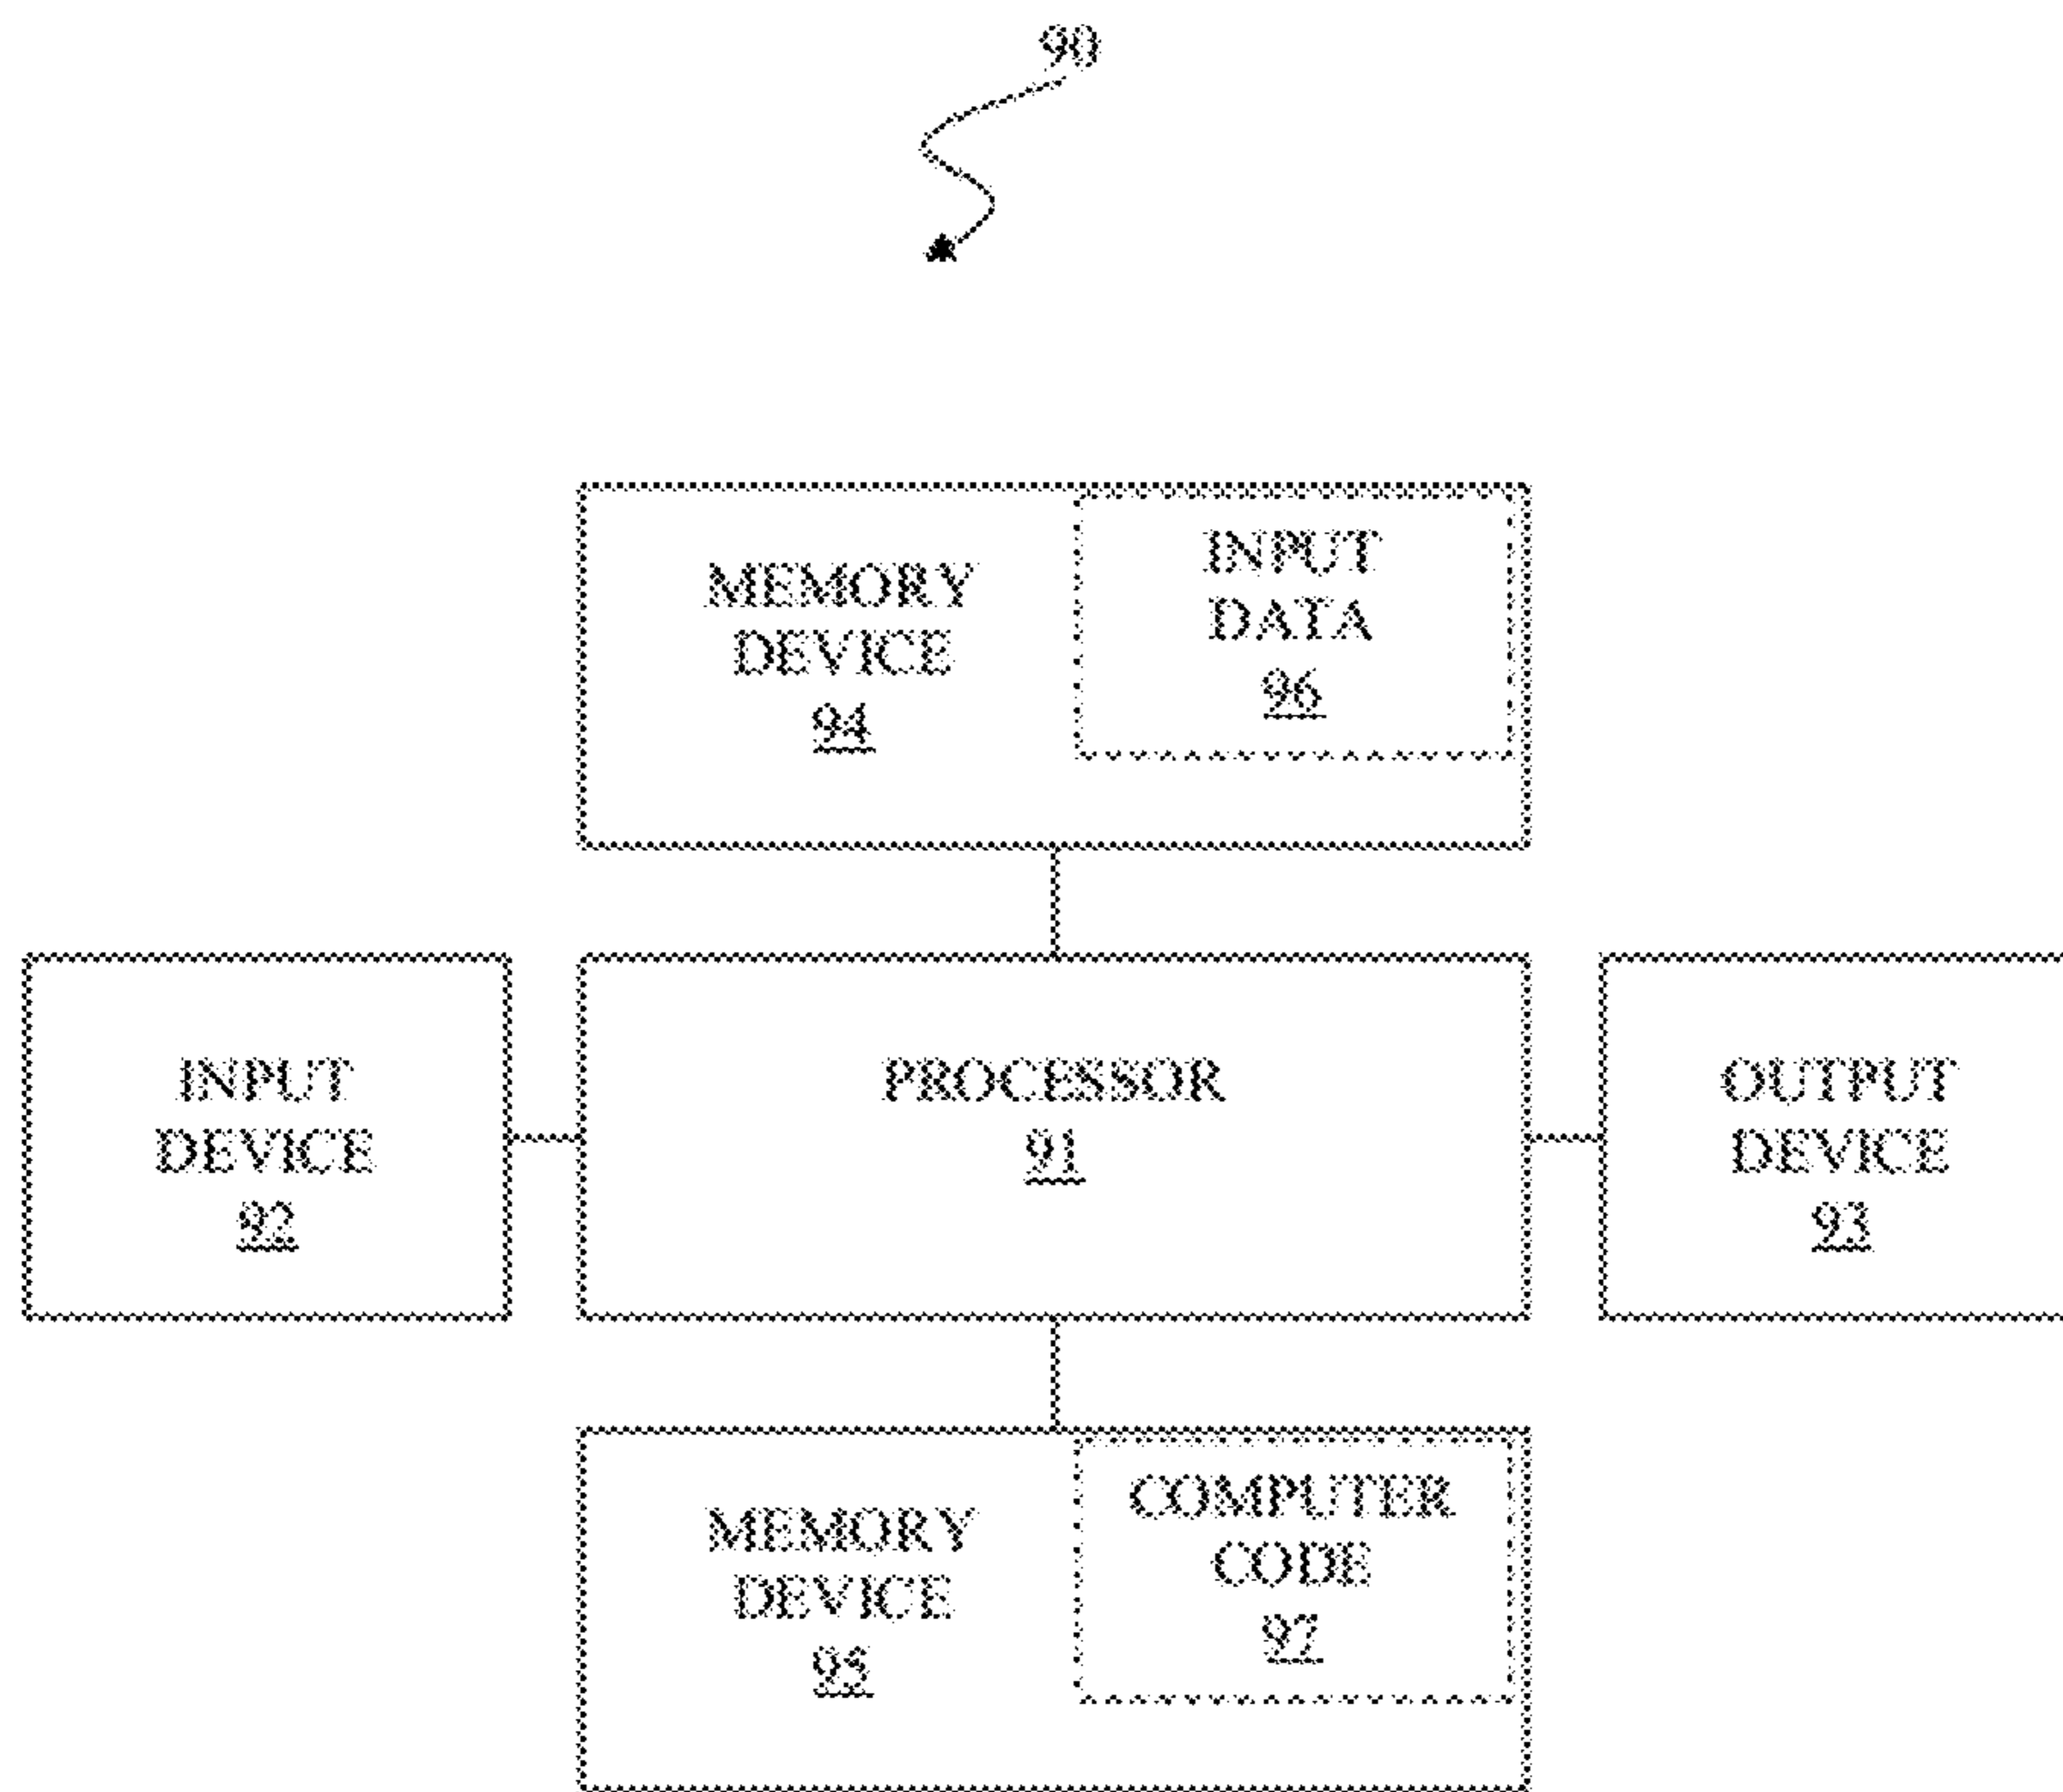 90
MEMORY
DEVICE
94
INPUT
DATA
96
INPUT
DEVICE
92
PROCESSOR
91
OUTPUT
DEVICE
93
MEMORY
DEVICE
95
COMPUTER
CODE
97